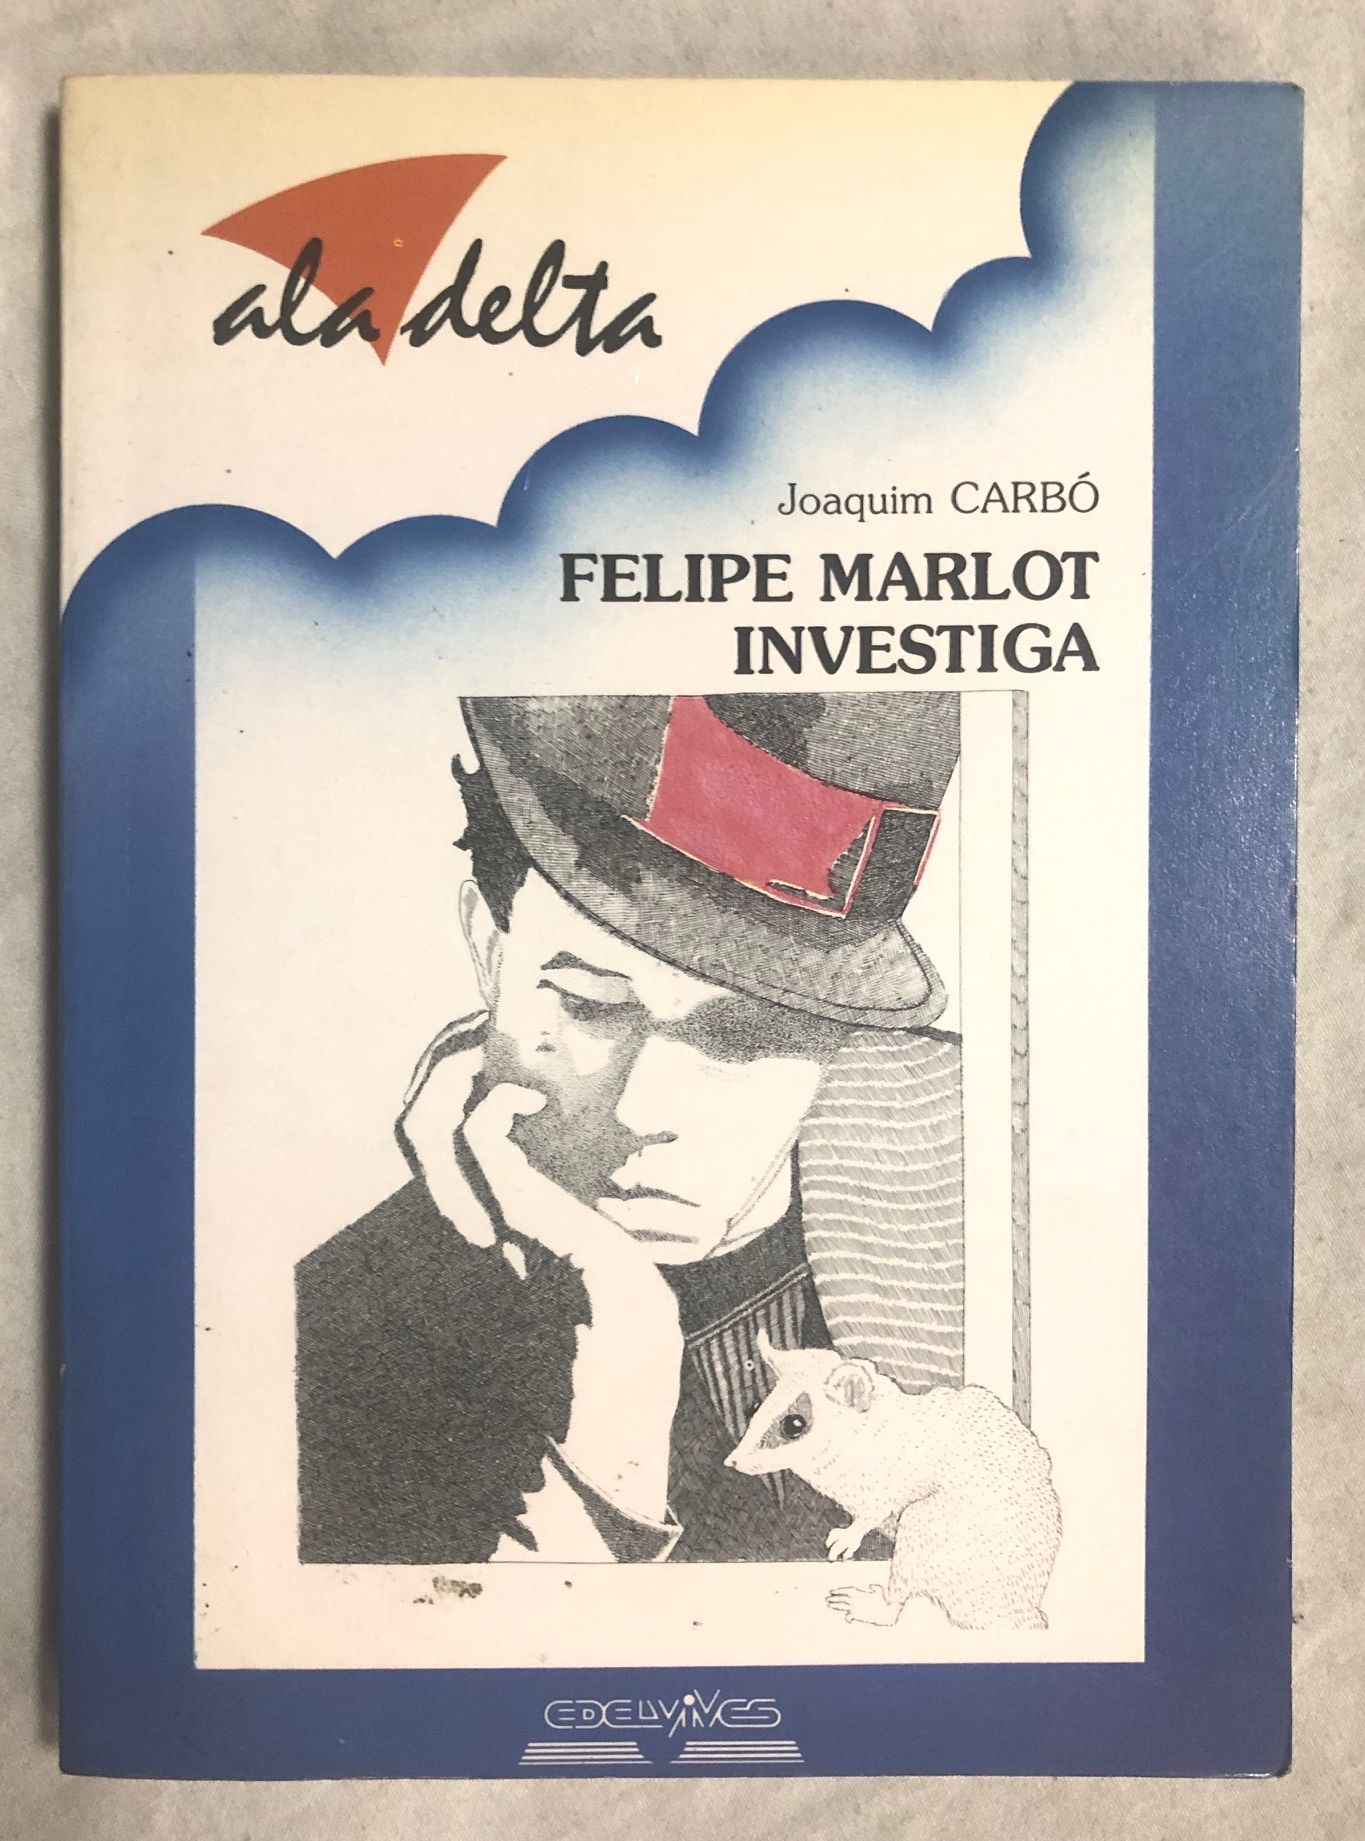 ala delta
Joaquim CARBÓ
FELIPE MARLOT
INVESTIGA
EDELVIVES